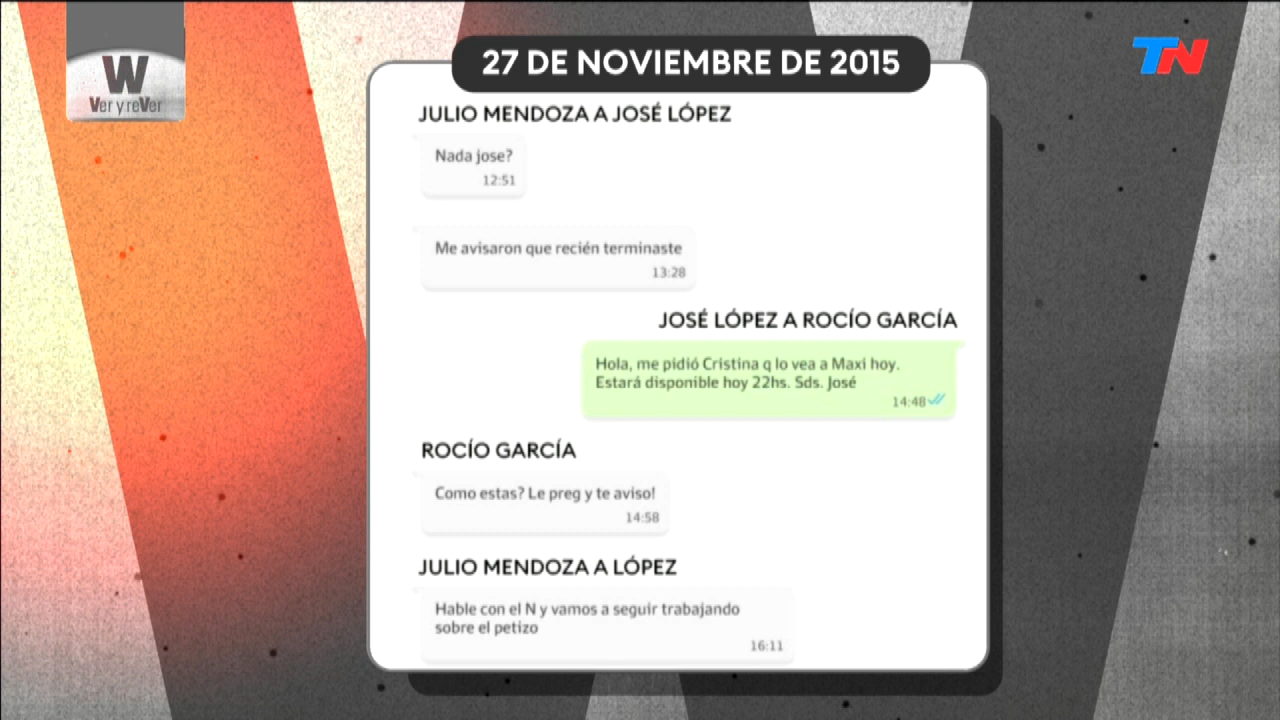 W
Ver y reVer
27 DE NOVIEMBRE DE 2015
TN
JULIO MENDOZA A JOSÉ LÓPEZ
Nada jose?
12:51
Me avisaron que recién terminaste
13:28
JOSÉ LÓPEZ A ROCÍO GARCÍA
Hola, me pidió Cristina q lo vea a Maxi hoy.
Estará disponible hoy 22hs. Sds. José
14:48
ROCÍO GARCÍA
Como estas? Le preg y te aviso!
14:58
JULIO MENDOZA A LÓPEZ
Hable con el N y vamos a seguir trabajando
sobre el petizo
16:11